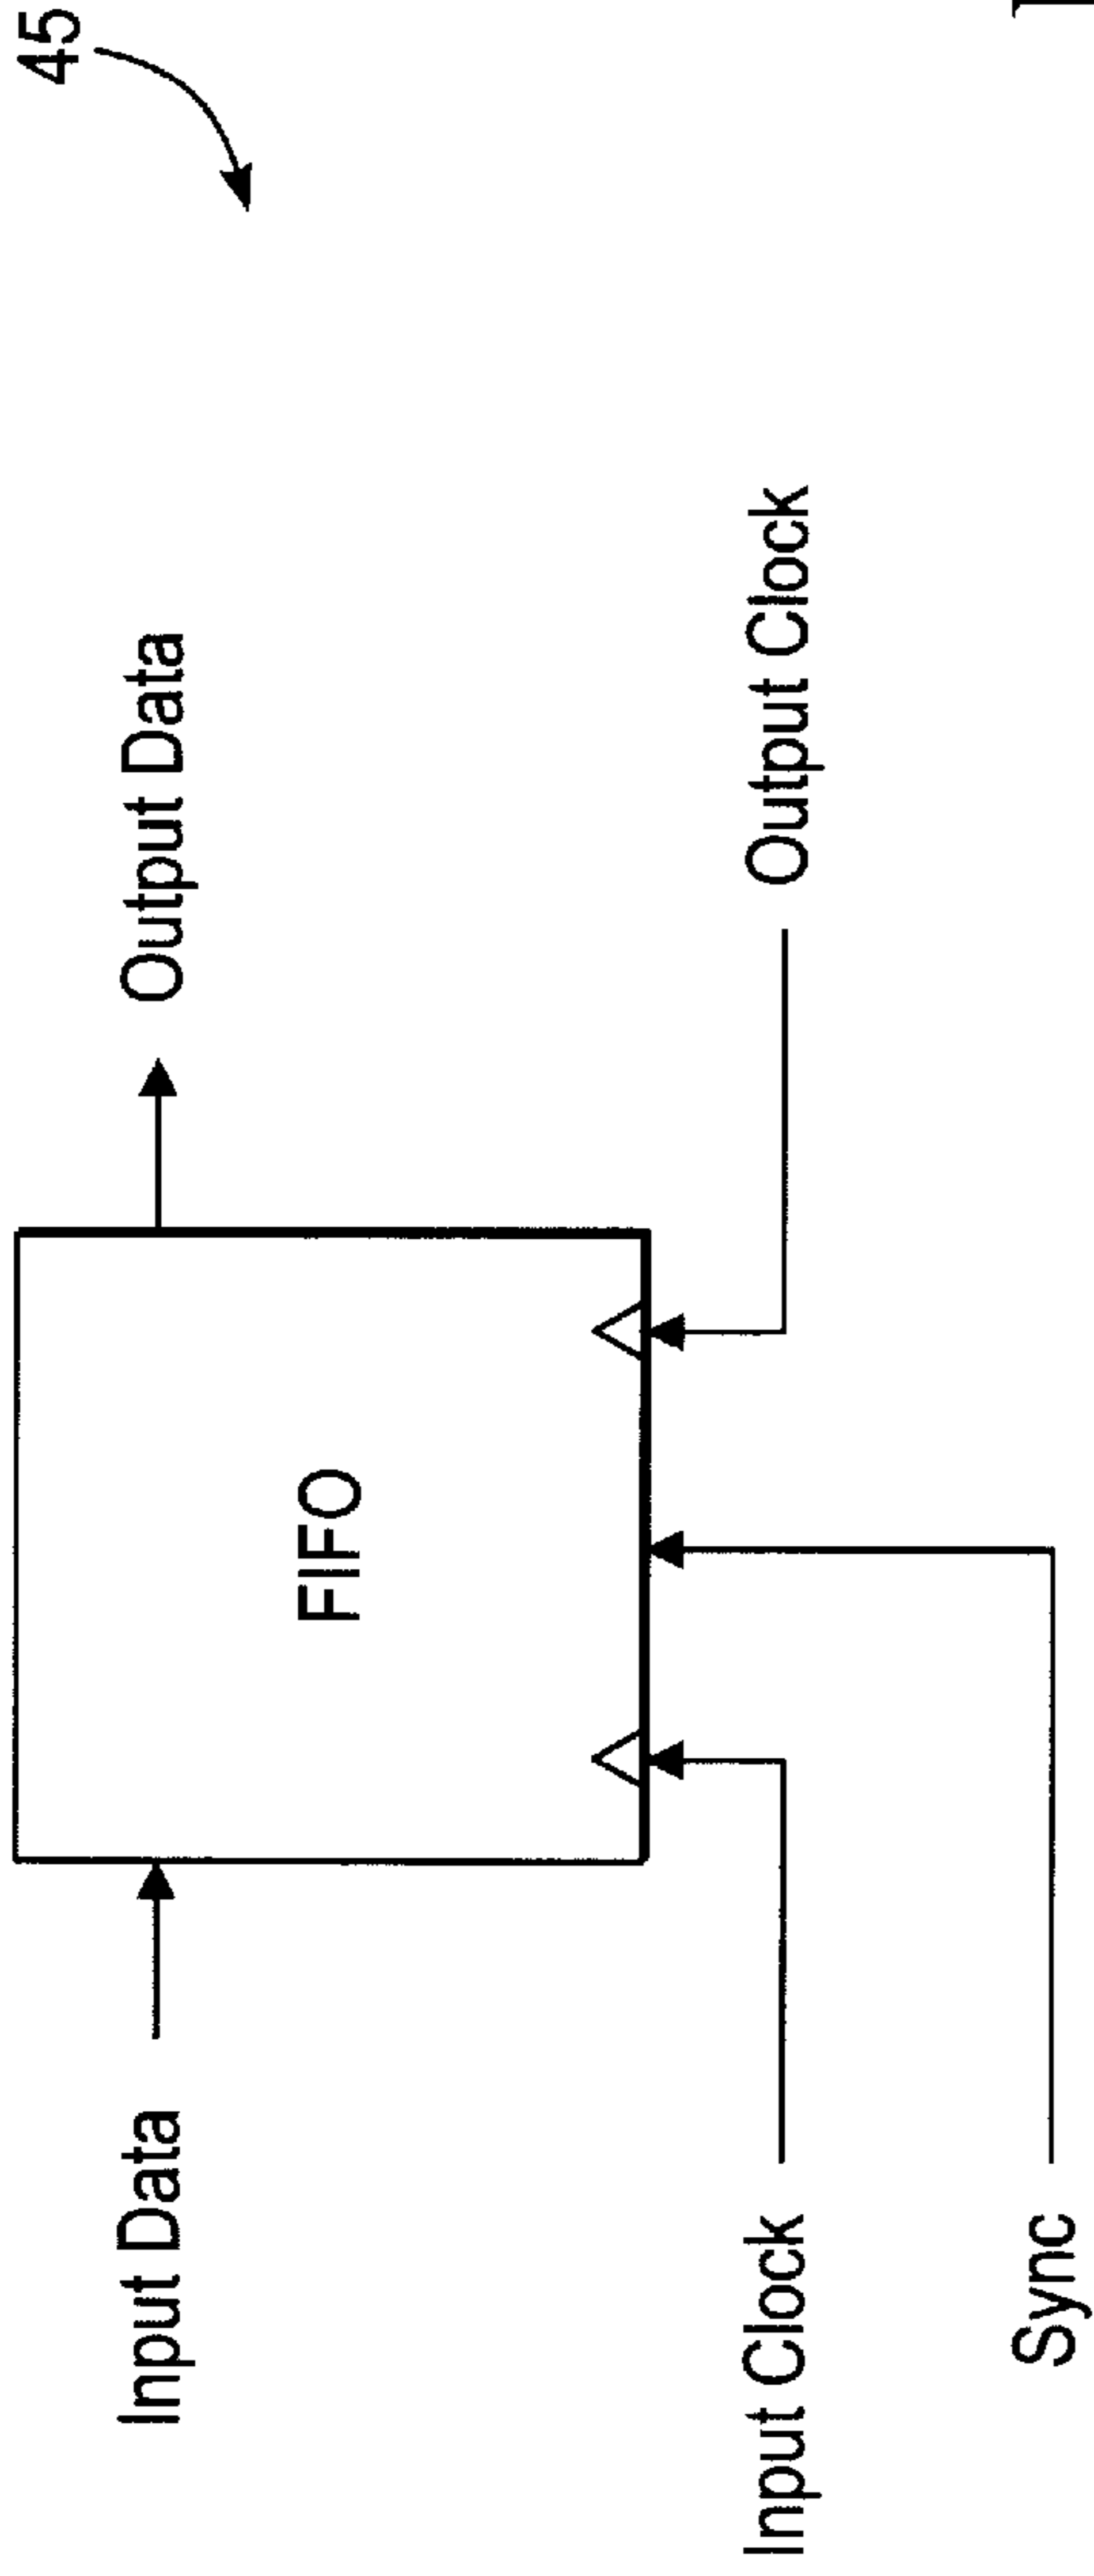 45
Input Data
FIFO
Output Data
Input Clock
Output Clock
Sync